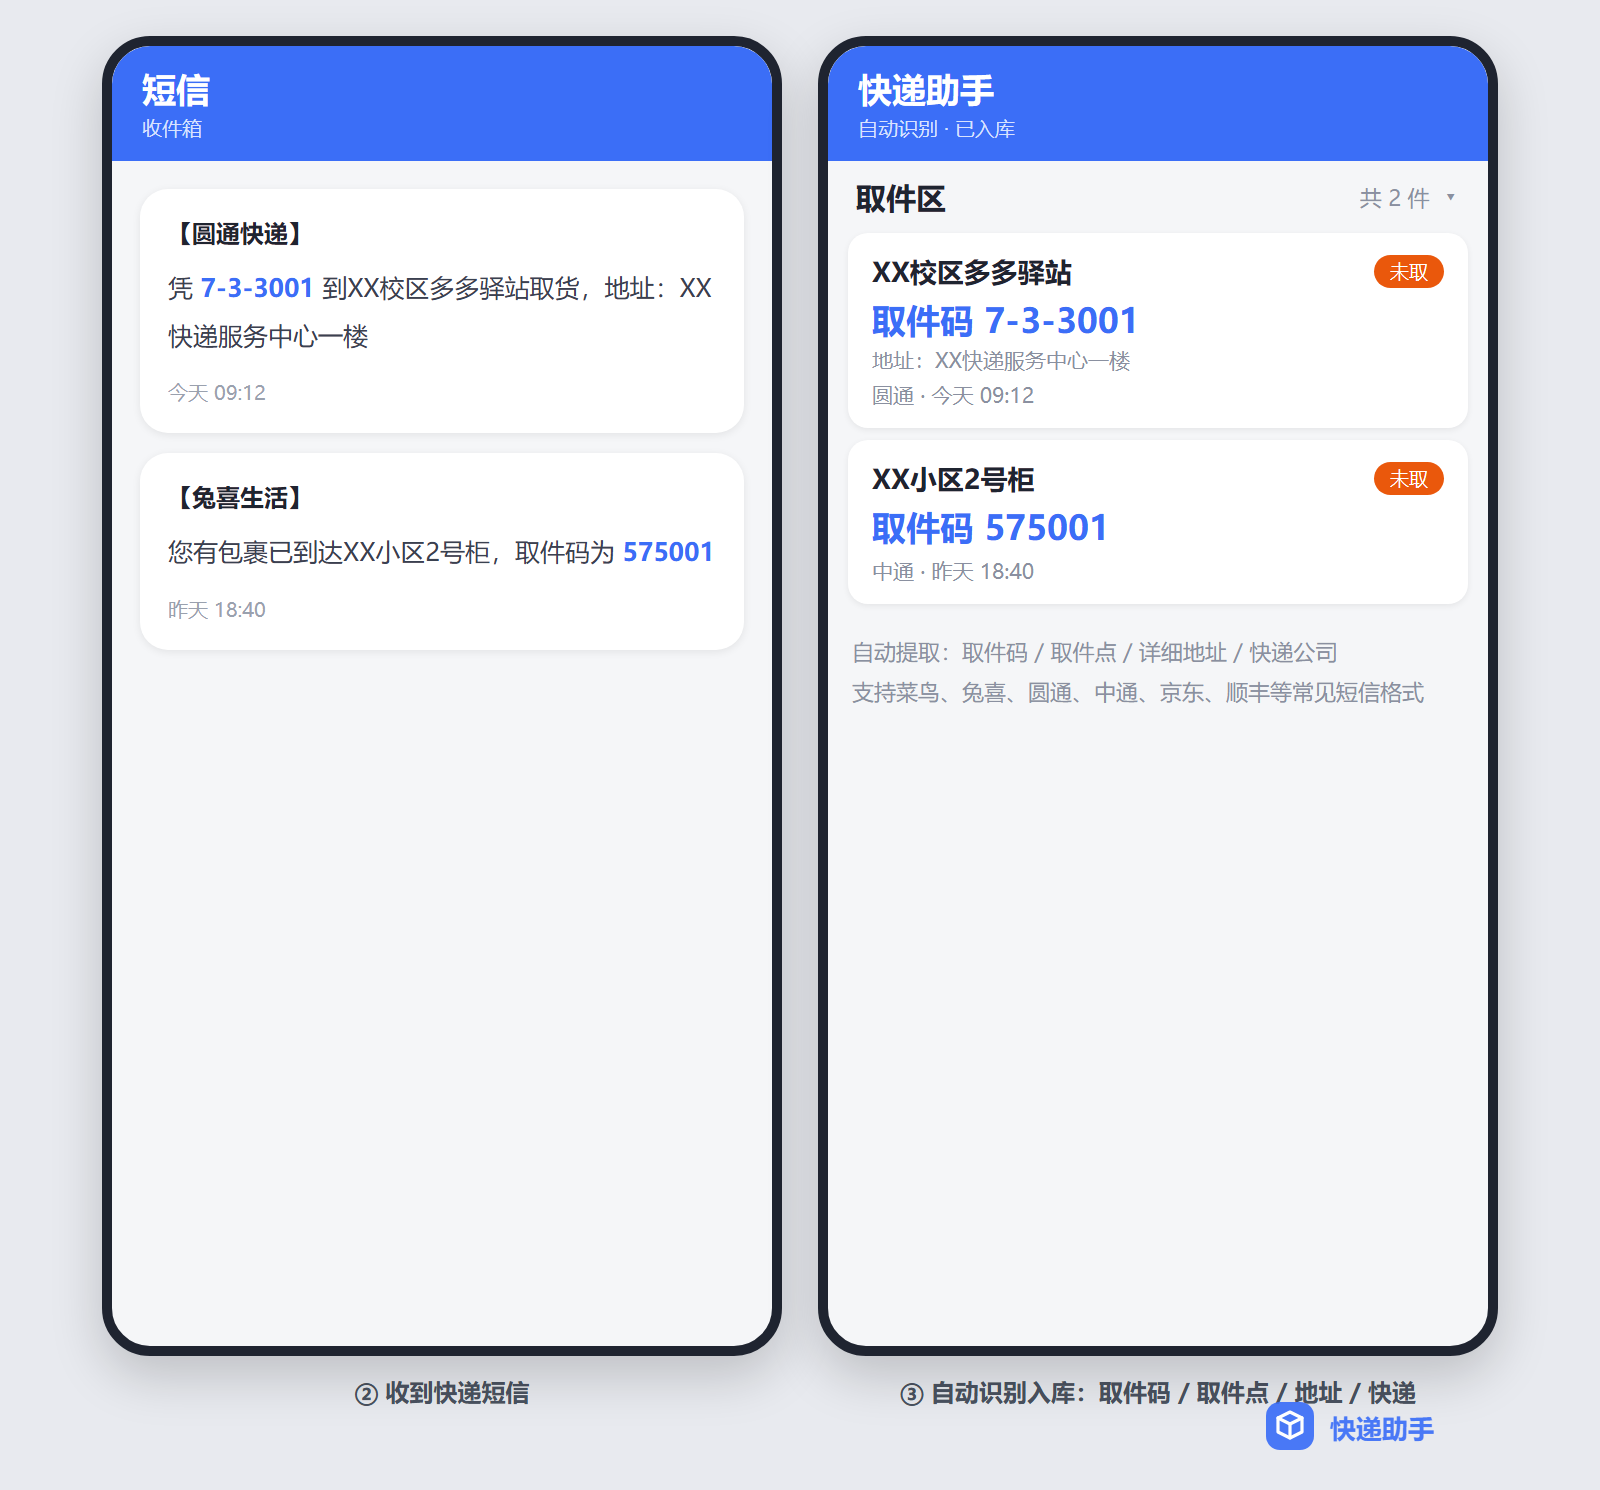 短信
收件箱
【圆通快递】
凭 7-3-3001 到XX校区多多驿站取货，地址：XX
快递服务中心一楼
今天 09:12
【兔喜生活】
您有包裹已到达XX小区2号柜，取件码为 575001
昨天 18:40
② 收到快递短信
快递助手
自动识别 · 已入库
取件区
共 2 件 ▾
XX校区多多驿站
未取
取件码 7-3-3001
地址：XX快递服务中心一楼
圆通 · 今天 09:12
XX小区2号柜
未取
取件码 575001
中通 · 昨天 18:40
自动提取：取件码 / 取件点 / 详细地址 / 快递公司
支持菜鸟、兔喜、圆通、中通、京东、顺丰等常见短信格式
③ 自动识别入库：取件码 / 取件点 / 地址 / 快递
快递助手